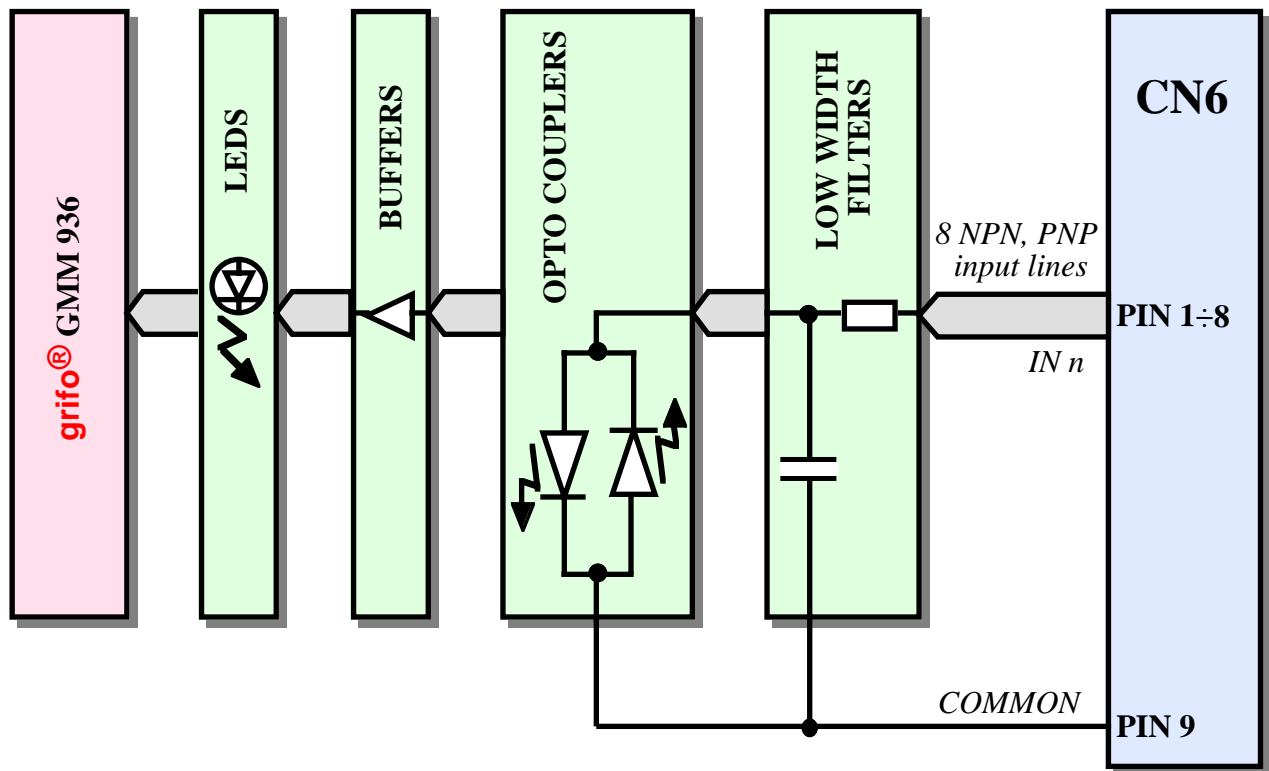 grifo® GMM 936
LEDS
BUFFERS
OPTO COUPLERS
LOW WIDTH
FILTERS
CN6
8 NPN, PNP
input lines
PIN 1÷8
IN n
COMMON
PIN 9